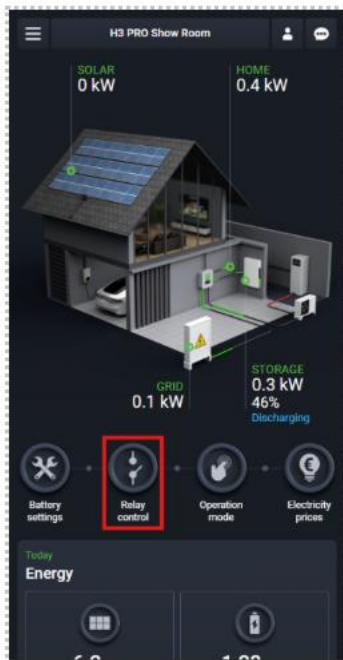 H3 PRO Show Room
SOLAR
0 kW
HOME
0.4 kW
GRID
0.1 kW
STORAGE
0.3 kW
46%
Discharging
Battery
settings
Relay
control
Operation
mode
Electricity
prices
Today
Energy